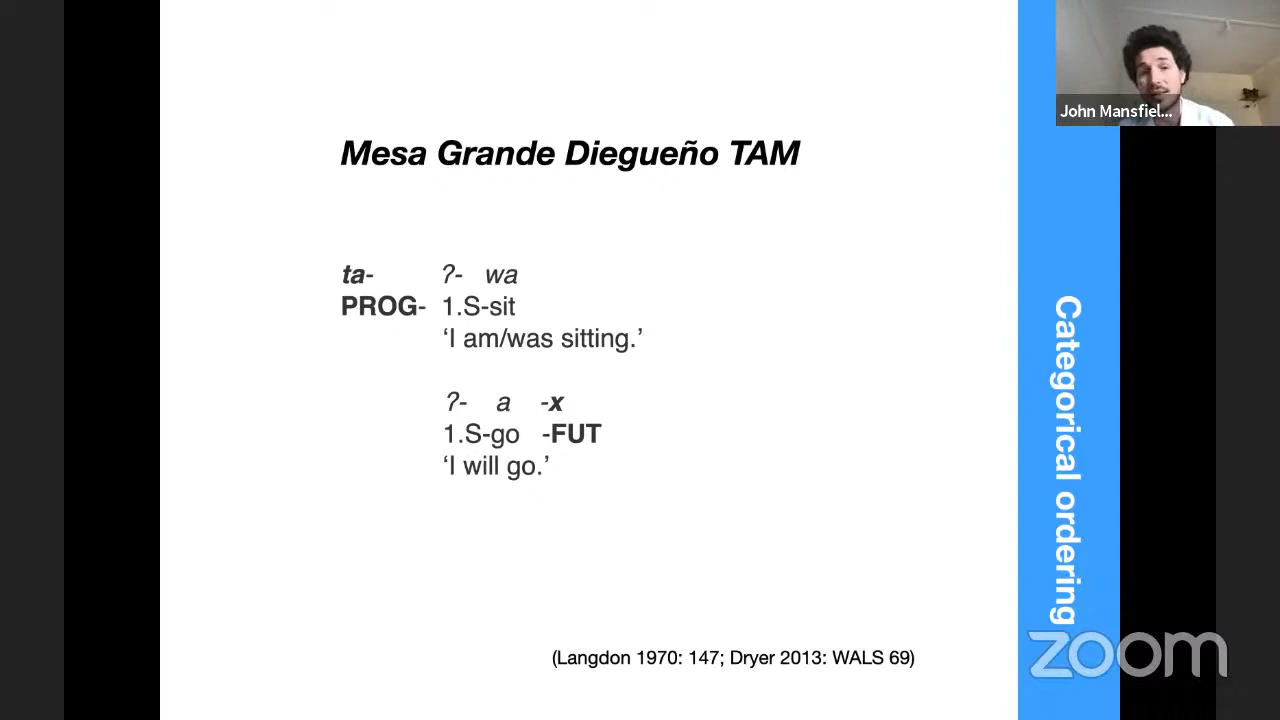 Mesa Grande Diegueño TAM
ta- ʔ- wa
PROG- 1.S-sit
‘I am/was sitting.’
ʔ- a -x
1.S-go -FUT
‘I will go.’
(Langdon 1970: 147; Dryer 2013: WALS 69)
Categorical ordering
John Mansfiel...
zoom